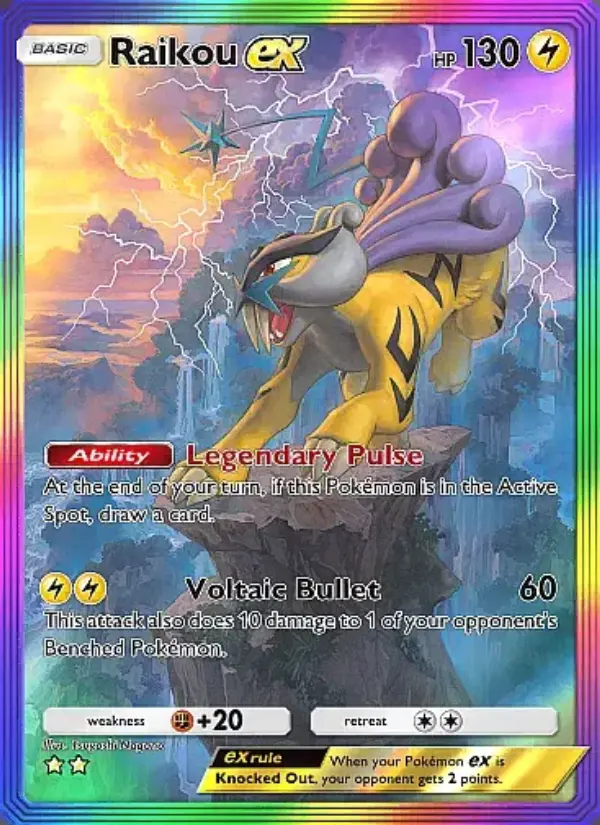 BASIC Raikou ex HP 130
Ability Legendary Pulse
At the end of your turn, if this Pokémon is in the Active
Spot, draw a card.
Voltaic Bullet 60
This attack also does 10 damage to 1 of your opponent's
Benched Pokémon.
weakness +20 retreat
Illus. Tsuyoshi Nagano
ex rule When your Pokémon ex is
Knocked Out, your opponent gets 2 points.